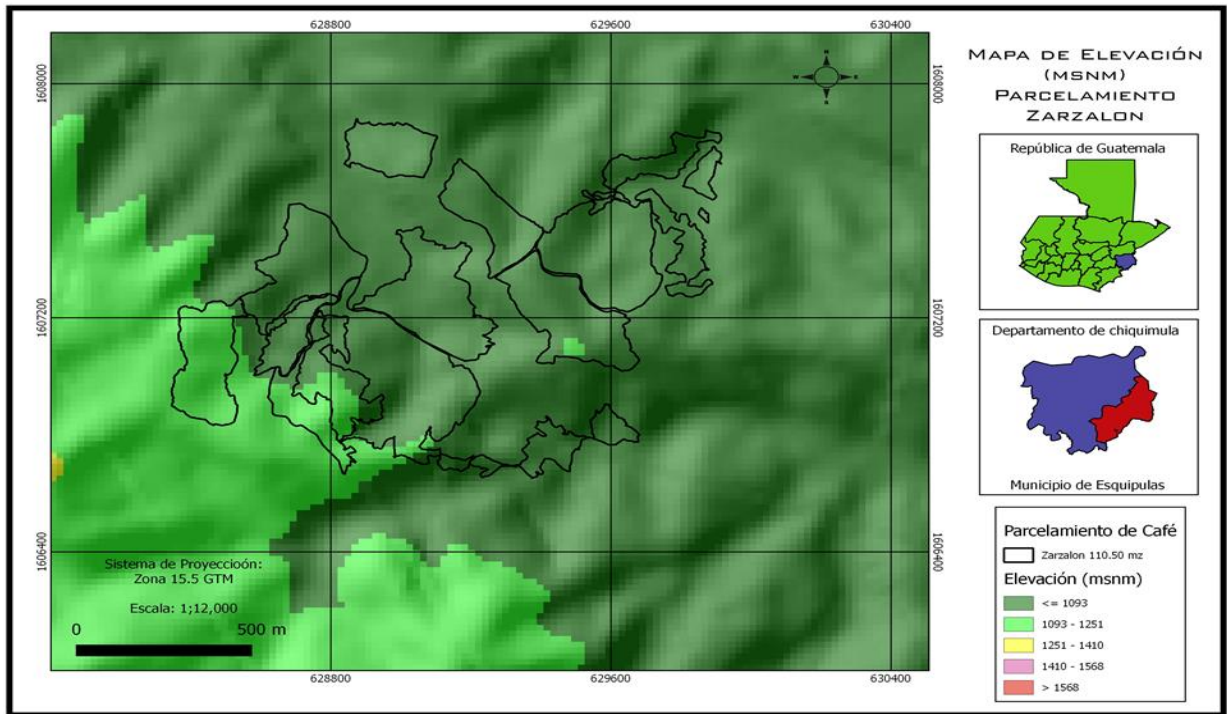 628800
629600
630400
1608000
1608000
1607200
1607200
1606400
1606400
Sistema de Proyeccioón:
Zona 15.5 GTM
Escala: 1;12,000
0
500 m
628800
629600
630400
Mapa de Elevación
(msnm)
Parcelamiento
Zarzalon
República de Guatemala
Departamento de chiquimula
Municipio de Esquipulas
Parcelamiento de Café
Zarzalon 110.50 mz
Elevación (msnm)
<= 1093
1093 - 1251
1251 - 1410
1410 - 1568
> 1568